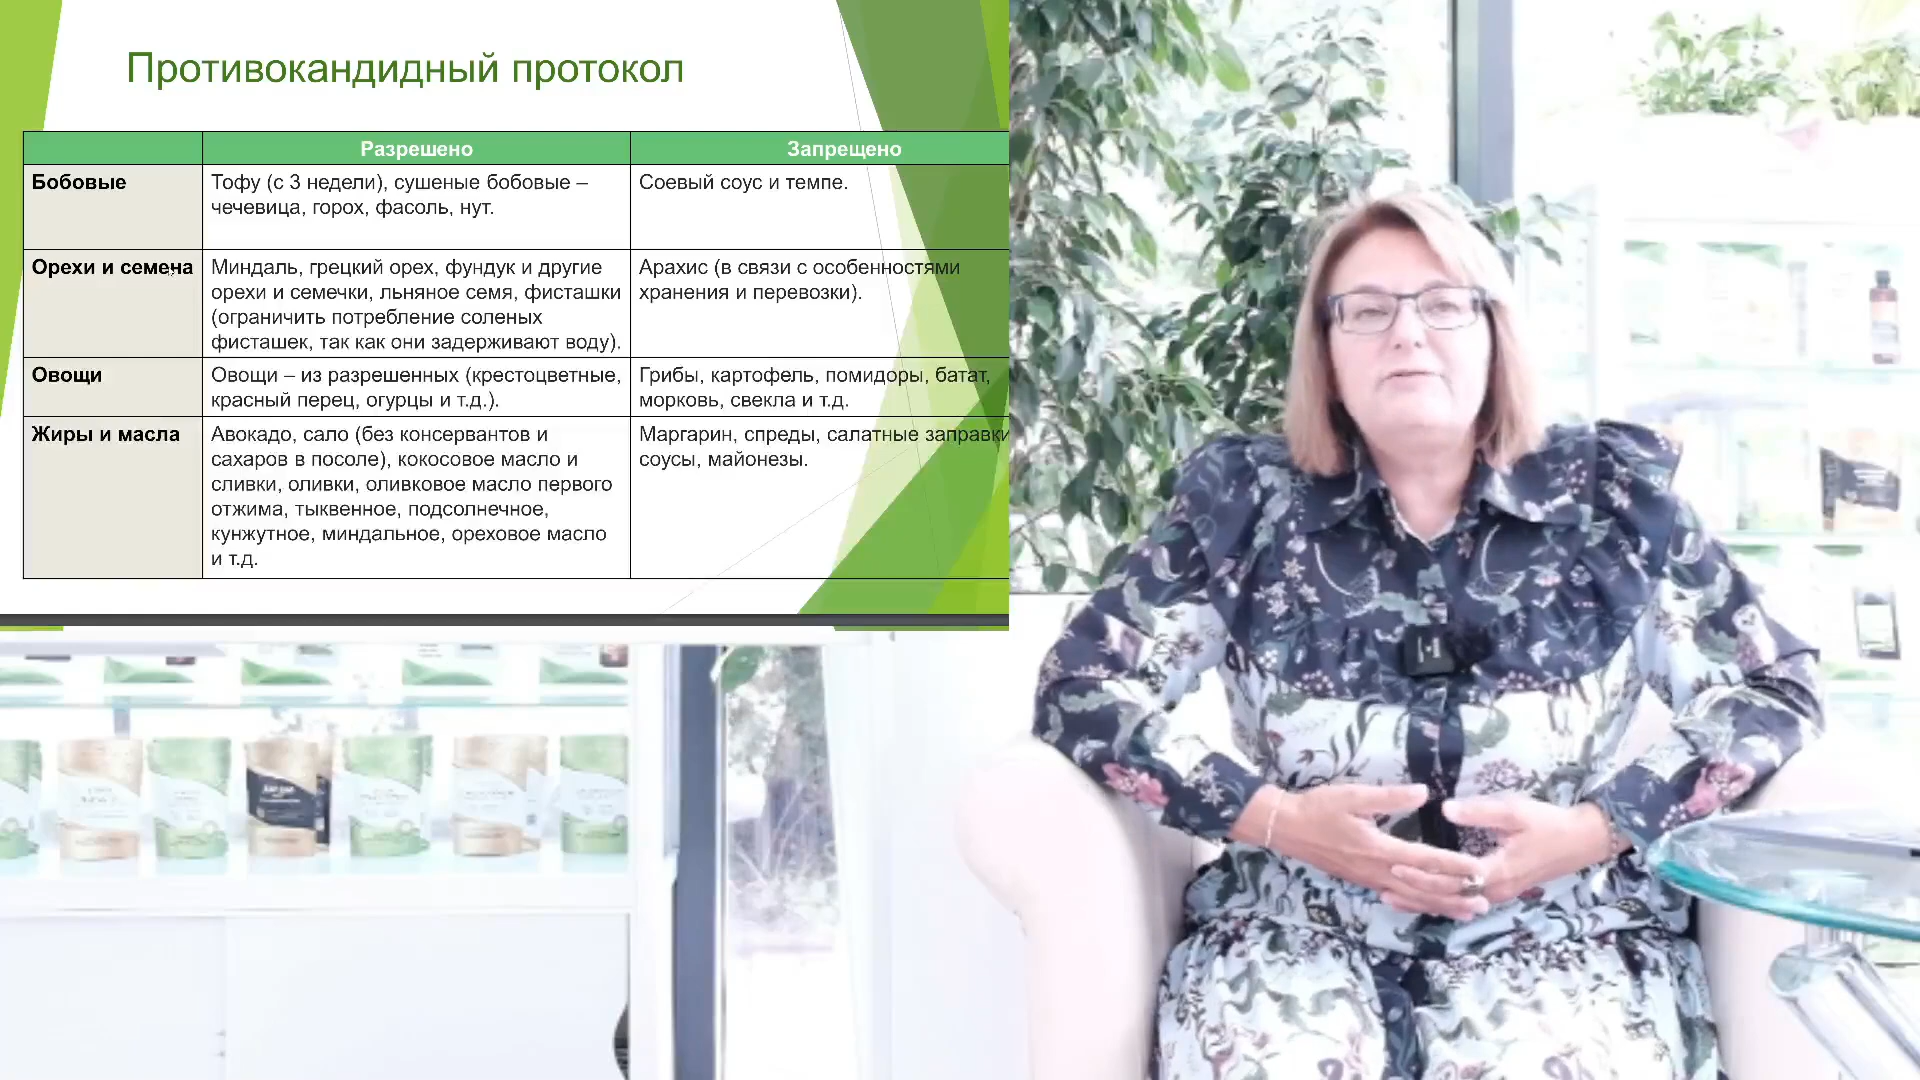 Противокандидный протокол
Разрешено
Запрещено
Бобовые
Тофу (с 3 недели), сушеные бобовые –
чечевица, горох, фасоль, нут.
Соевый соус и темпе.
Орехи и семена
Миндаль, грецкий орех, фундук и другие
орехи и семечки, льняное семя, фисташки
(ограничить потребление соленых
фисташек, так как они задерживают воду).
Арахис (в связи с особенностями
хранения и перевозки).
Овощи
Овощи – из разрешенных (крестоцветные,
красный перец, огурцы и т.д.).
Грибы, картофель, помидоры, батат,
морковь, свекла и т.д.
Жиры и масла
Авокадо, сало (без консервантов и
сахаров в посоле), кокосовое масло и
сливки, оливки, оливковое масло первого
отжима, тыквенное, подсолнечное,
кунжутное, миндальное, ореховое масло
и т.д.
Маргарин, спреды, салатные заправки
соусы, майонезы.